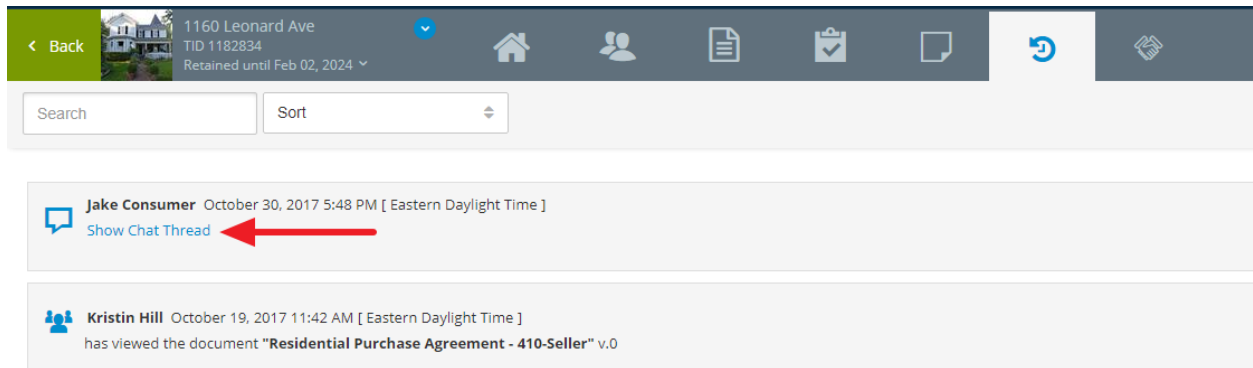 Back
1160 Leonard Ave
TID 1182834
Retained until Feb 02, 2024
Search
Sort
Jake Consumer October 30, 2017 5:48 PM [ Eastern Daylight Time ]
Show Chat Thread
Kristin Hill October 19, 2017 11:42 AM [ Eastern Daylight Time ]
has viewed the document "Residential Purchase Agreement - 410-Seller" v.0